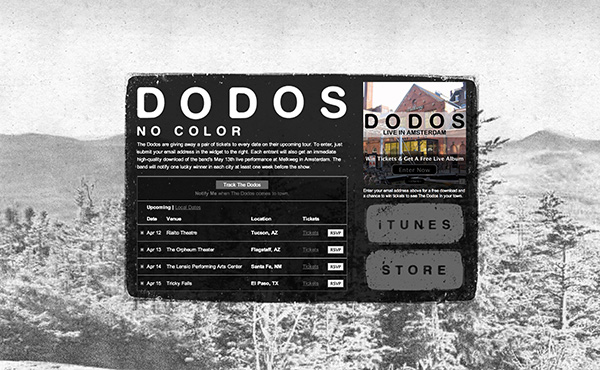 DODOS
NO COLOR
The Dodos are giving away a pair of tickets to every date on their upcoming tour. To enter, just
submit your email address in the widget to the right. Each entrant will also get an immediate
high-quality download of the band's May 13th live performance at Melkweg in Amsterdam. The
band will notify one lucky winner in each city at least one week before the show.
Track The Dodos
Notify Me when The Dodos comes to town.
Upcoming | Local Dates
Date Venue Location Tickets
Apr 12 Rialto Theatre Tucson, AZ Tickets RSVP
Apr 13 The Orpheum Theater Flagstaff, AZ Tickets RSVP
Apr 14 The Lensic Performing Arts Center Santa Fe, NM Tickets RSVP
Apr 15 Tricky Falls El Paso, TX Tickets RSVP
DODOS
LIVE IN AMSTERDAM
Win Tickets & Get A Free Live Album
Enter Now
Enter your email address above for a free download and
a chance to win tickets to see The Dodos in your town.
iTUNES
STORE